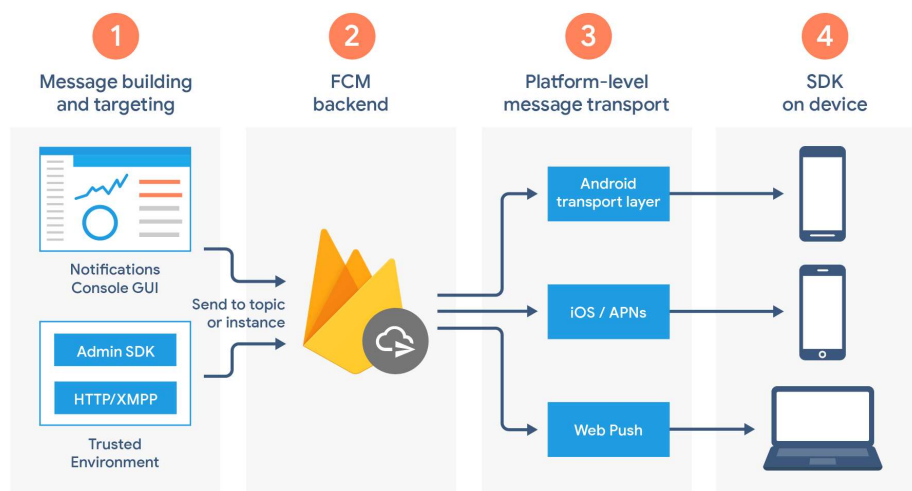 1
Message building
and targeting
2
FCM
backend
3
Platform-level
message transport
4
SDK
on device
Notifications
Console GUI
Send to topic
or instance
Admin SDK
HTTP/XMPP
Trusted
Environment
Android
transport layer
iOS / APNs
Web Push